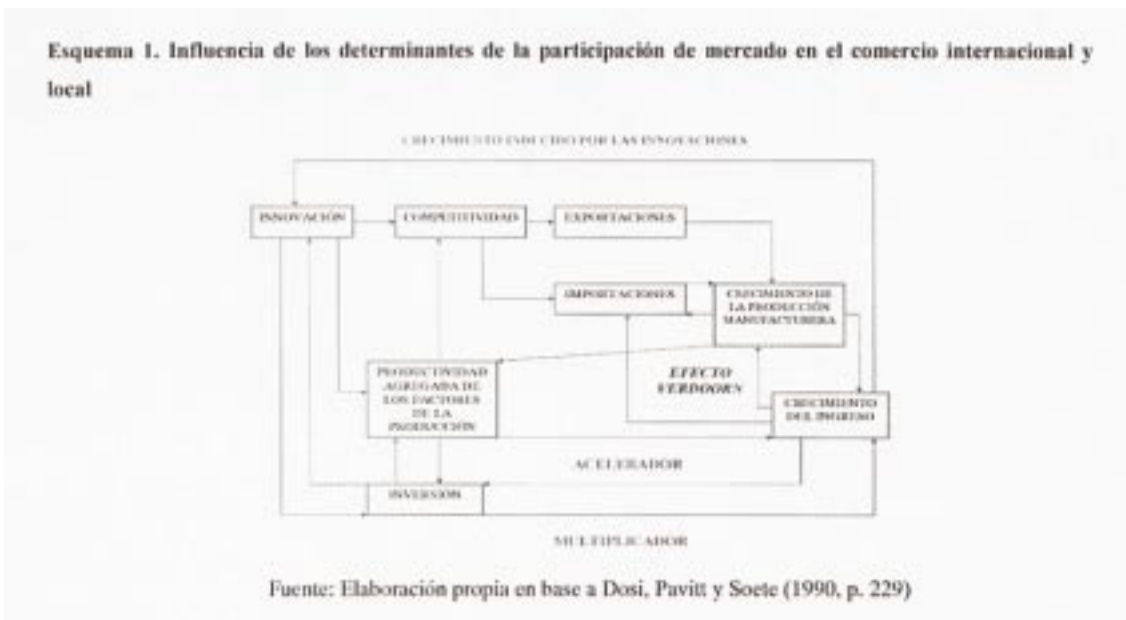 Esquema 1. Influencia de los determinantes de la participación de mercado en el comercio internacional y
local
CRECIMIENTO INDUCIDO POR LAS INNOVACIONES
INNOVACIÓN
COMPETITIVIDAD
EXPORTACIONES
IMPORTACIONES
CRECIMIENTO DE
LA PRODUCCIÓN
MANUFACTURERA
PRODUCTIVIDAD
AGREGADA DE
LOS FACTORES
DE LA
PRODUCCIÓN
EFECTO
VERDOORN
CRECIMIENTO
DEL INGRESO
ACELERADOR
INVERSIÓN
MULTIPLICADOR
Fuente: Elaboración propia en base a Dosi, Pavitt y Soete (1990, p. 229)